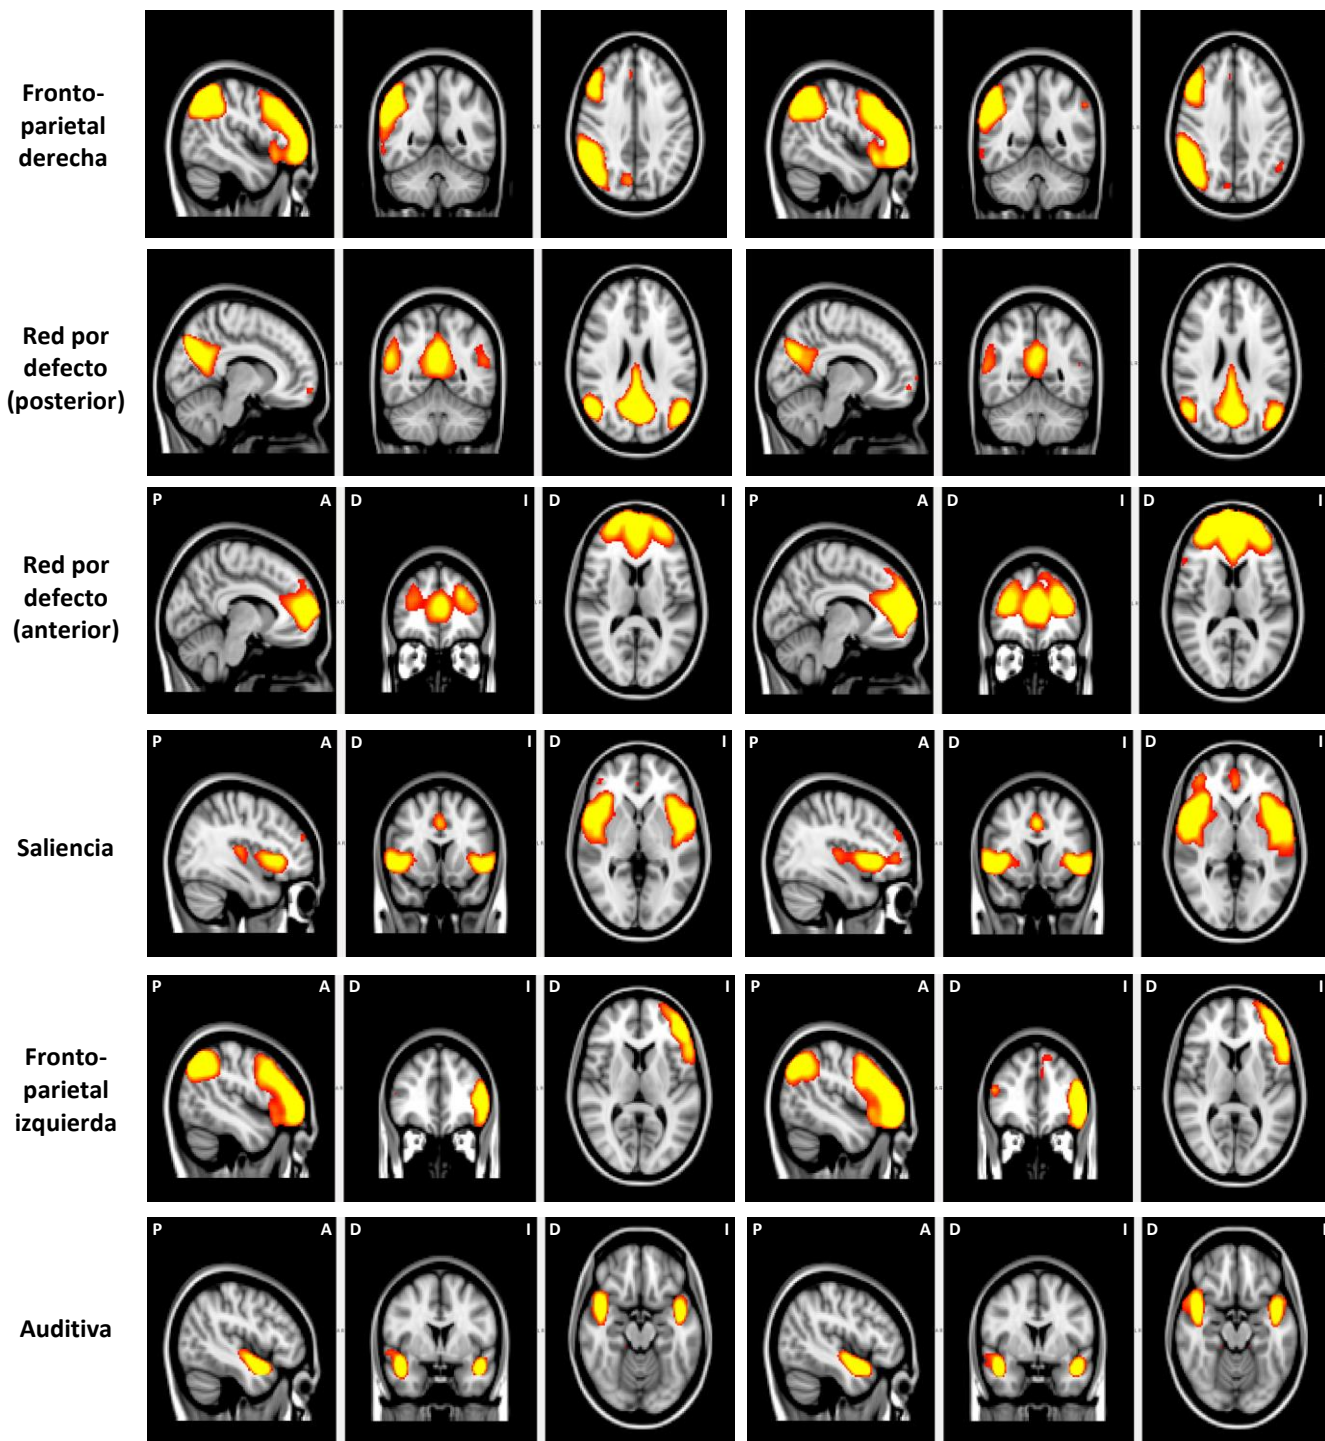 Fronto-
parietal
derecha
Red por
defecto
(posterior)
P A D I D I P A D I D I
Red por
defecto
(anterior)
P A D I D I P A D I D I
Saliencia
P A D I D I P A D I D I
Fronto-
parietal
izquierda
P A D I D I P A D I D I
Auditiva